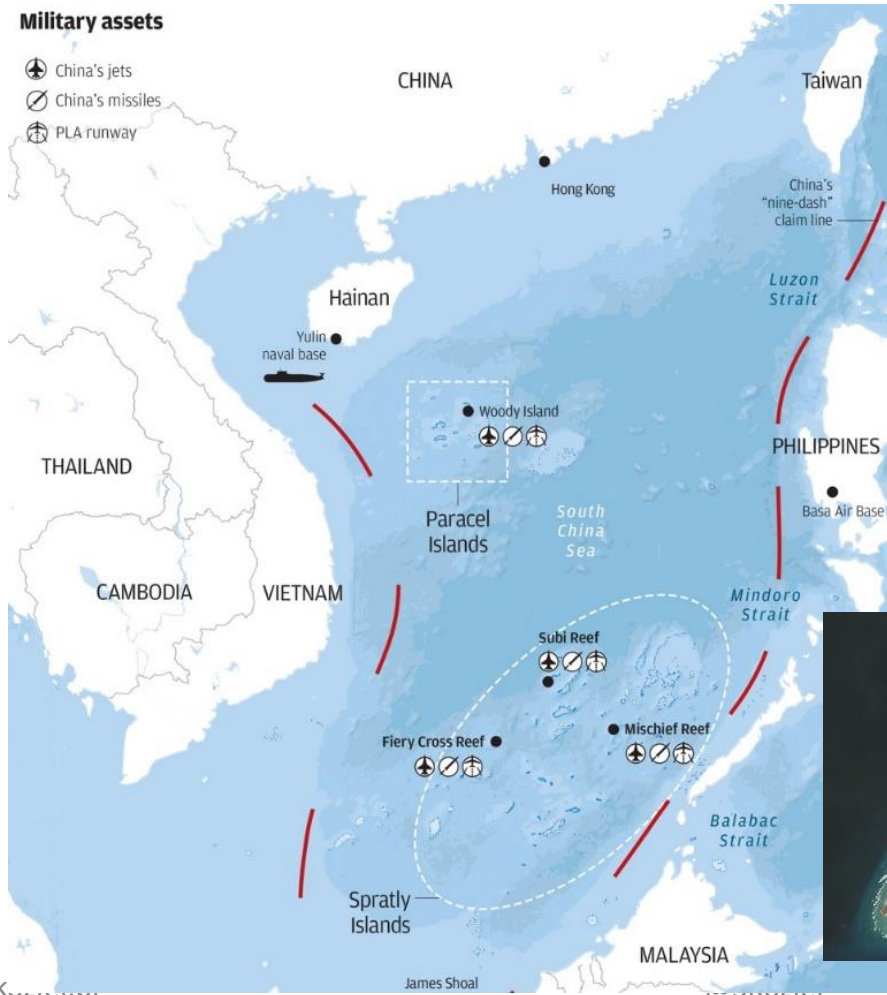 Military assets
China's jets
China's missiles
PLA runway
CHINA
Taiwan
Hong Kong
China's
"nine-dash"
claim line
Luzon
Strait
Hainan
Yulin
naval base
Woody Island
THAILAND
PHILIPPINES
Basa Air Base
Paracel
Islands
South
China
Sea
CAMBODIA
VIETNAM
Mindoro
Strait
Subi Reef
Fiery Cross Reef
Mischief Reef
Balabac
Strait
Spratly
Islands
MALAYSIA
James Shoal